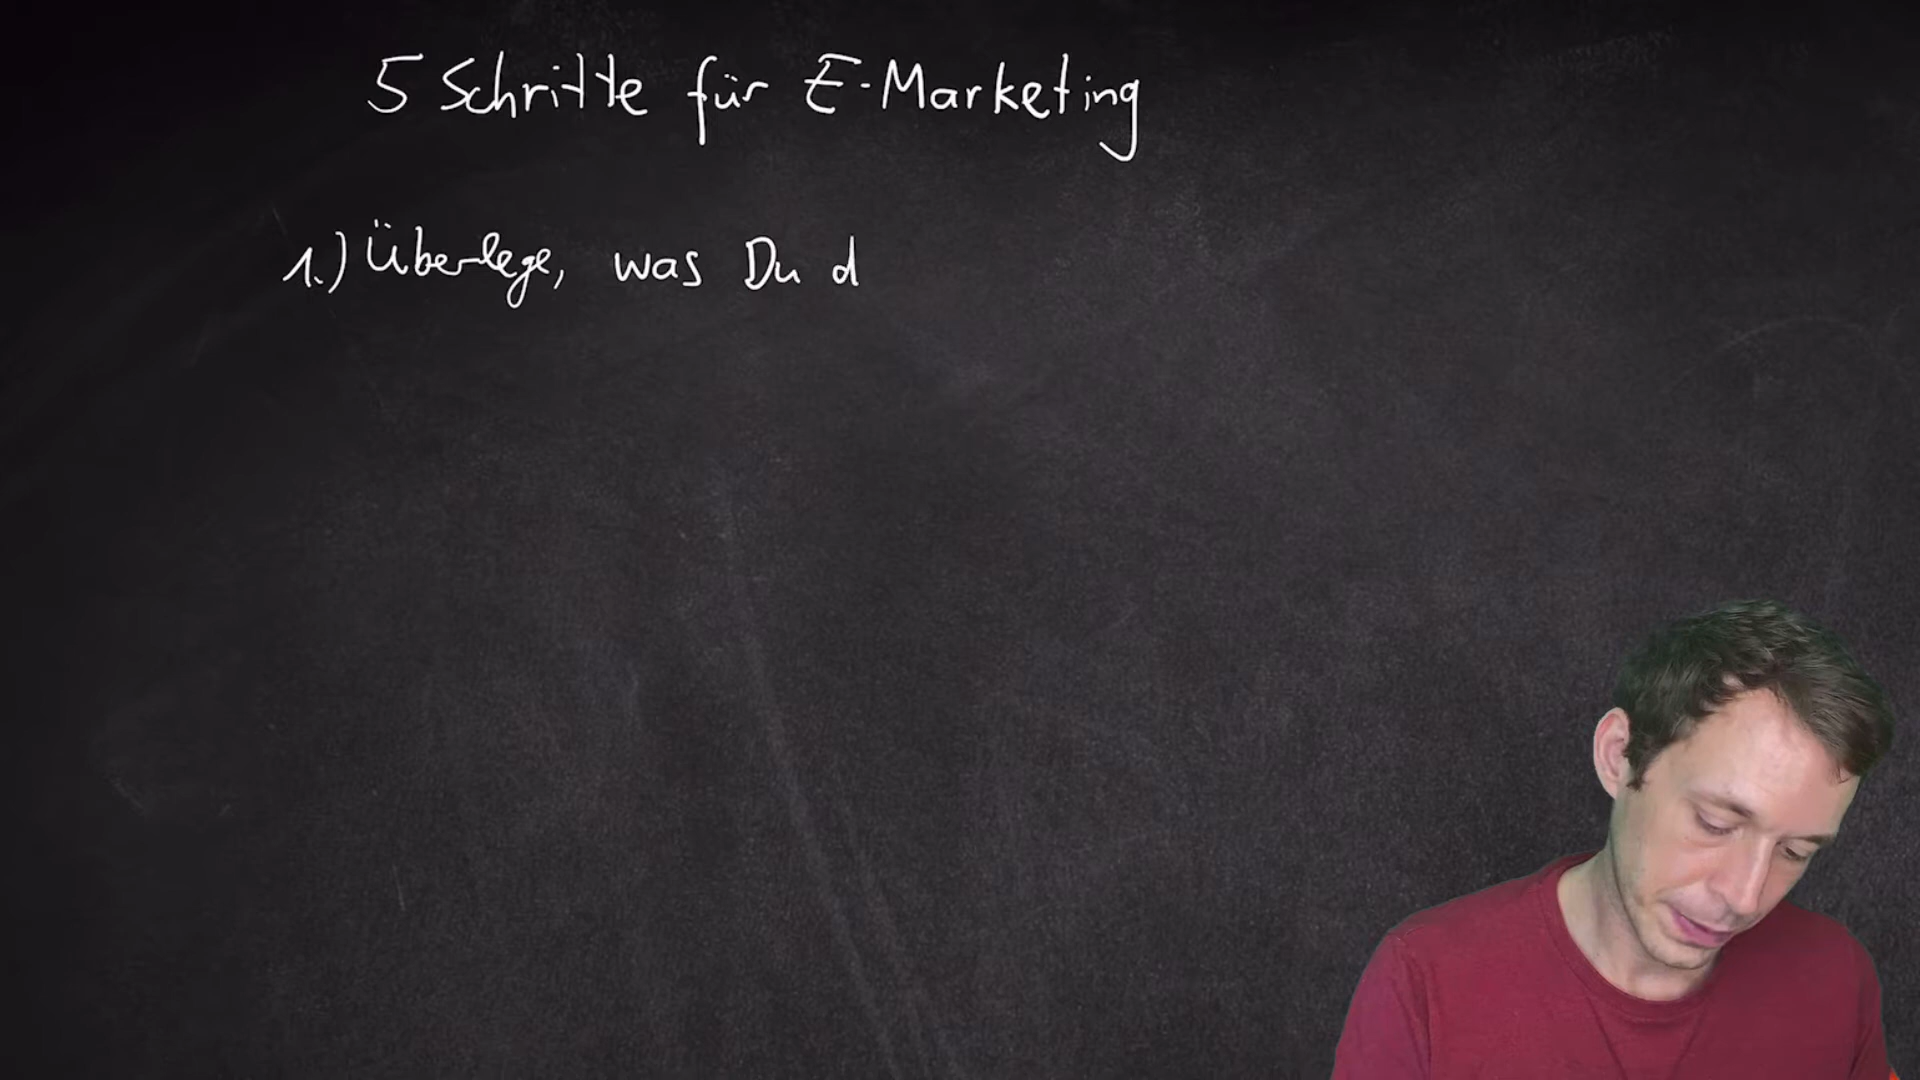 5 Schritte für E-Marketing
1.) Überlege, was Du d